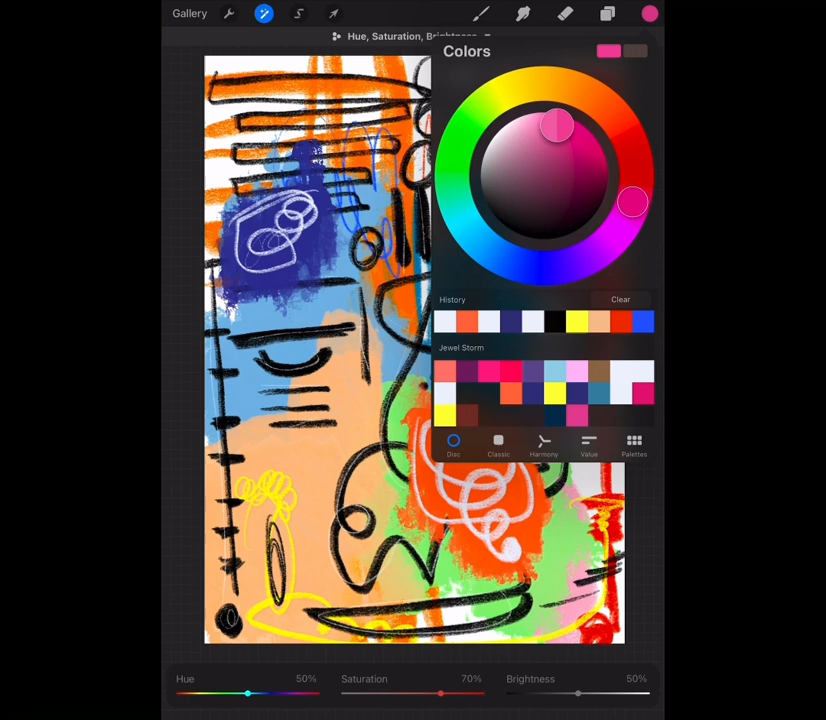 Gallery
Hue, Saturation, Brightness
Colors
History
Clear
Jewel Storm
Disc
Classic
Harmony
Value
Palettes
Hue 50%
Saturation 70%
Brightness 50%